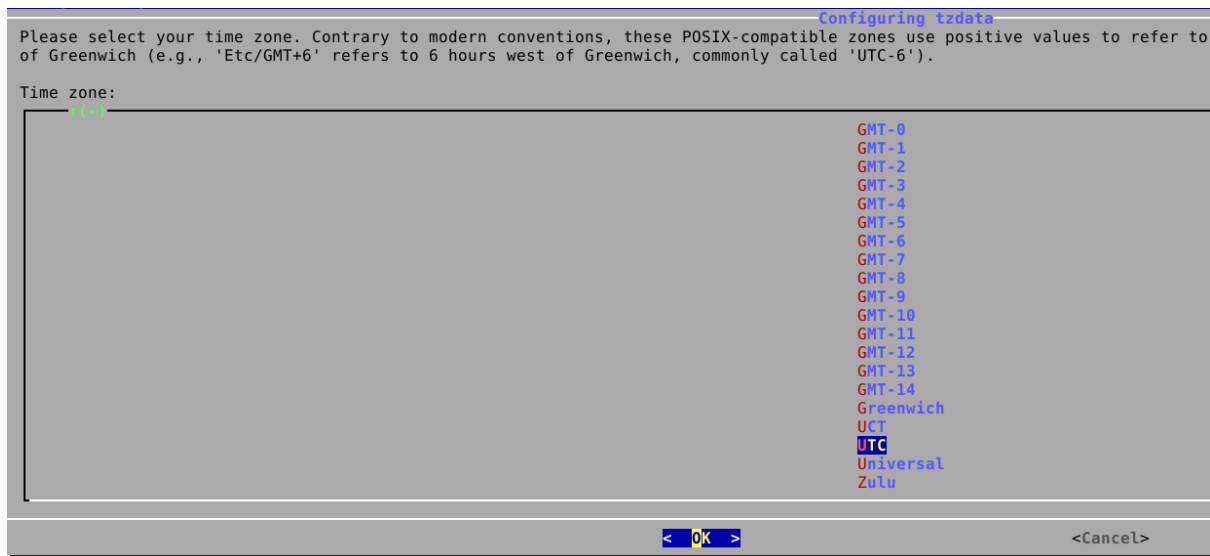 Configuring tzdata
Please select your time zone. Contrary to modern conventions, these POSIX-compatible zones use positive values to refer to
of Greenwich (e.g., 'Etc/GMT+6' refers to 6 hours west of Greenwich, commonly called 'UTC-6').
Time zone:
↑(-)
GMT-0
GMT-1
GMT-2
GMT-3
GMT-4
GMT-5
GMT-6
GMT-7
GMT-8
GMT-9
GMT-10
GMT-11
GMT-12
GMT-13
GMT-14
Greenwich
UCT
UTC
Universal
Zulu
< OK > <Cancel>